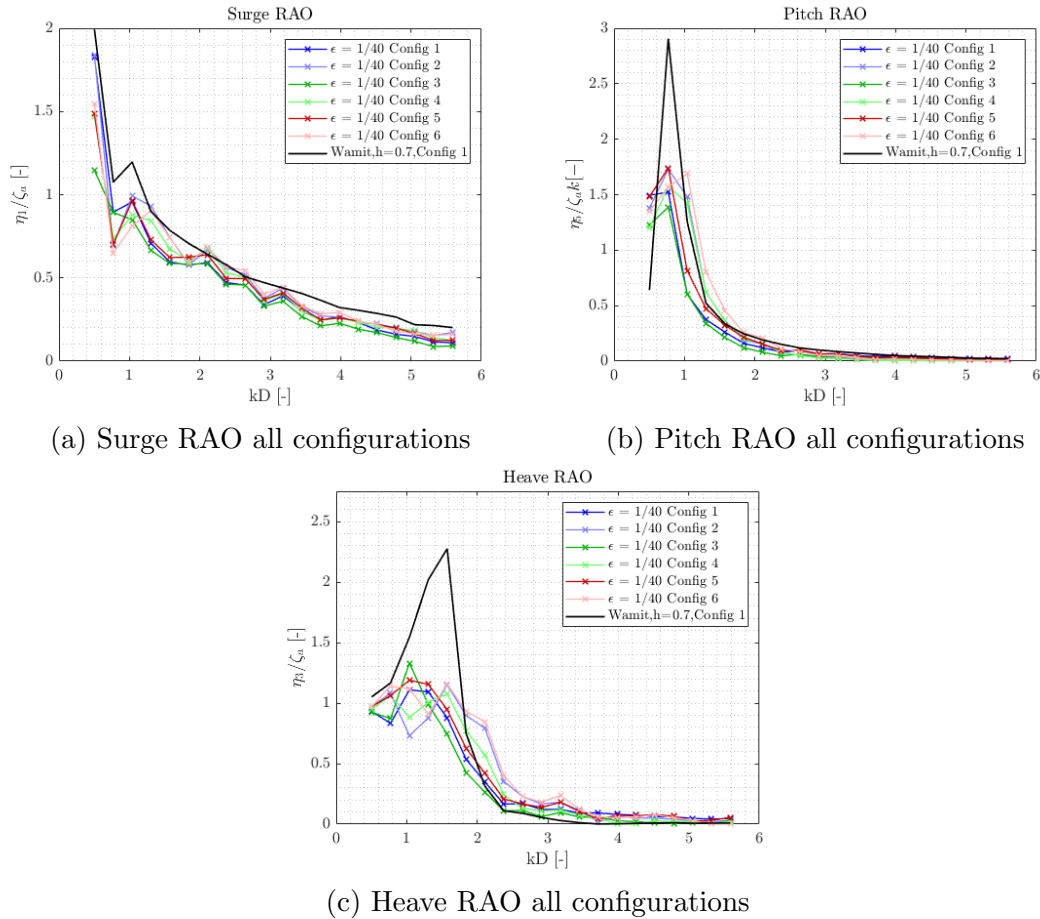 Surge RAO
2
1.5
1
0.5
0
η₁/ζₐ [-]
ϵ = 1/40 Config 1
ϵ = 1/40 Config 2
ϵ = 1/40 Config 3
ϵ = 1/40 Config 4
ϵ = 1/40 Config 5
ϵ = 1/40 Config 6
Wamit,h=0.7,Config 1
0 1 2 3 4 5 6
kD [-]
(a) Surge RAO all configurations
Pitch RAO
3
2.5
2
1.5
1
0.5
0
η₅/ζₐk[−]
ϵ = 1/40 Config 1
ϵ = 1/40 Config 2
ϵ = 1/40 Config 3
ϵ = 1/40 Config 4
ϵ = 1/40 Config 5
ϵ = 1/40 Config 6
Wamit,h=0.7,Config 1
0 1 2 3 4 5 6
kD [-]
(b) Pitch RAO all configurations
Heave RAO
2.5
2
1.5
1
0.5
0
η₃/ζₐ [-]
ϵ = 1/40 Config 1
ϵ = 1/40 Config 2
ϵ = 1/40 Config 3
ϵ = 1/40 Config 4
ϵ = 1/40 Config 5
ϵ = 1/40 Config 6
Wamit,h=0.7,Config 1
0 1 2 3 4 5 6
kD [-]
(c) Heave RAO all configurations